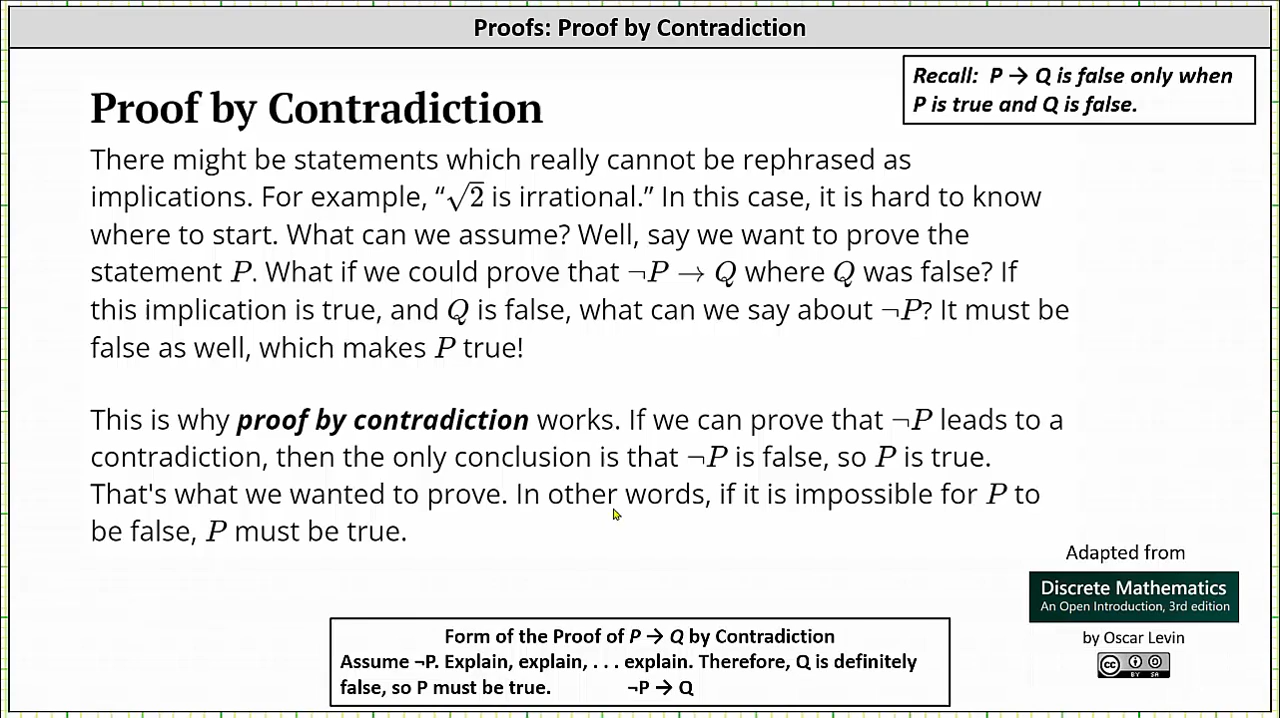 Proofs: Proof by Contradiction
Recall:  P → Q is false only when
P is true and Q is false.
Proof by Contradiction
There might be statements which really cannot be rephrased as
implications. For example, “√2 is irrational.” In this case, it is hard to know
where to start. What can we assume? Well, say we want to prove the
statement P. What if we could prove that ¬P → Q where Q was false? If
this implication is true, and Q is false, what can we say about ¬P? It must be
false as well, which makes P true!
This is why proof by contradiction works. If we can prove that ¬P leads to a
contradiction, then the only conclusion is that ¬P is false, so P is true.
That's what we wanted to prove. In other words, if it is impossible for P to
be false, P must be true.
Adapted from
Discrete Mathematics
An Open Introduction, 3rd edition
by Oscar Levin
cc BY SA
Form of the Proof of P → Q by Contradiction
Assume ¬P. Explain, explain, . . . explain. Therefore, Q is definitely
false, so P must be true. ¬P → Q